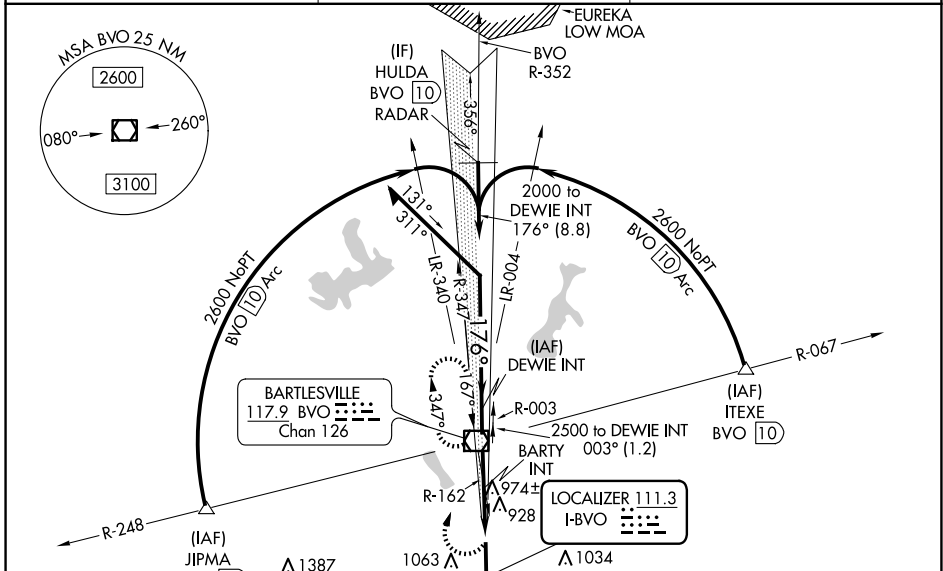 EUREKA
LOW MOA
MSA BVO 25 NM
2600
080°
260°
3100
(IF)
HULDA
BVO 10
RADAR
BVO
R-352
356°
2000 to
DEWIE INT
176° (8.8)
131°
311°
2600 NoPT
BVO 10 Arc
2600 NoPT
BVO 10 Arc
LR-340
R-347
LR-004
176°
(IAF)
DEWIE INT
R-067
(IAF)
ITEXE
BVO 10
BARTLESVILLE
117.9 BVO
Chan 126
347°
167°
R-003
2500 to DEWIE INT
003° (1.2)
BARTY
INT
R-162
974±
928
LOCALIZER 111.3
I-BVO
R-248
(IAF)
JIPMA
1387
1063
1034